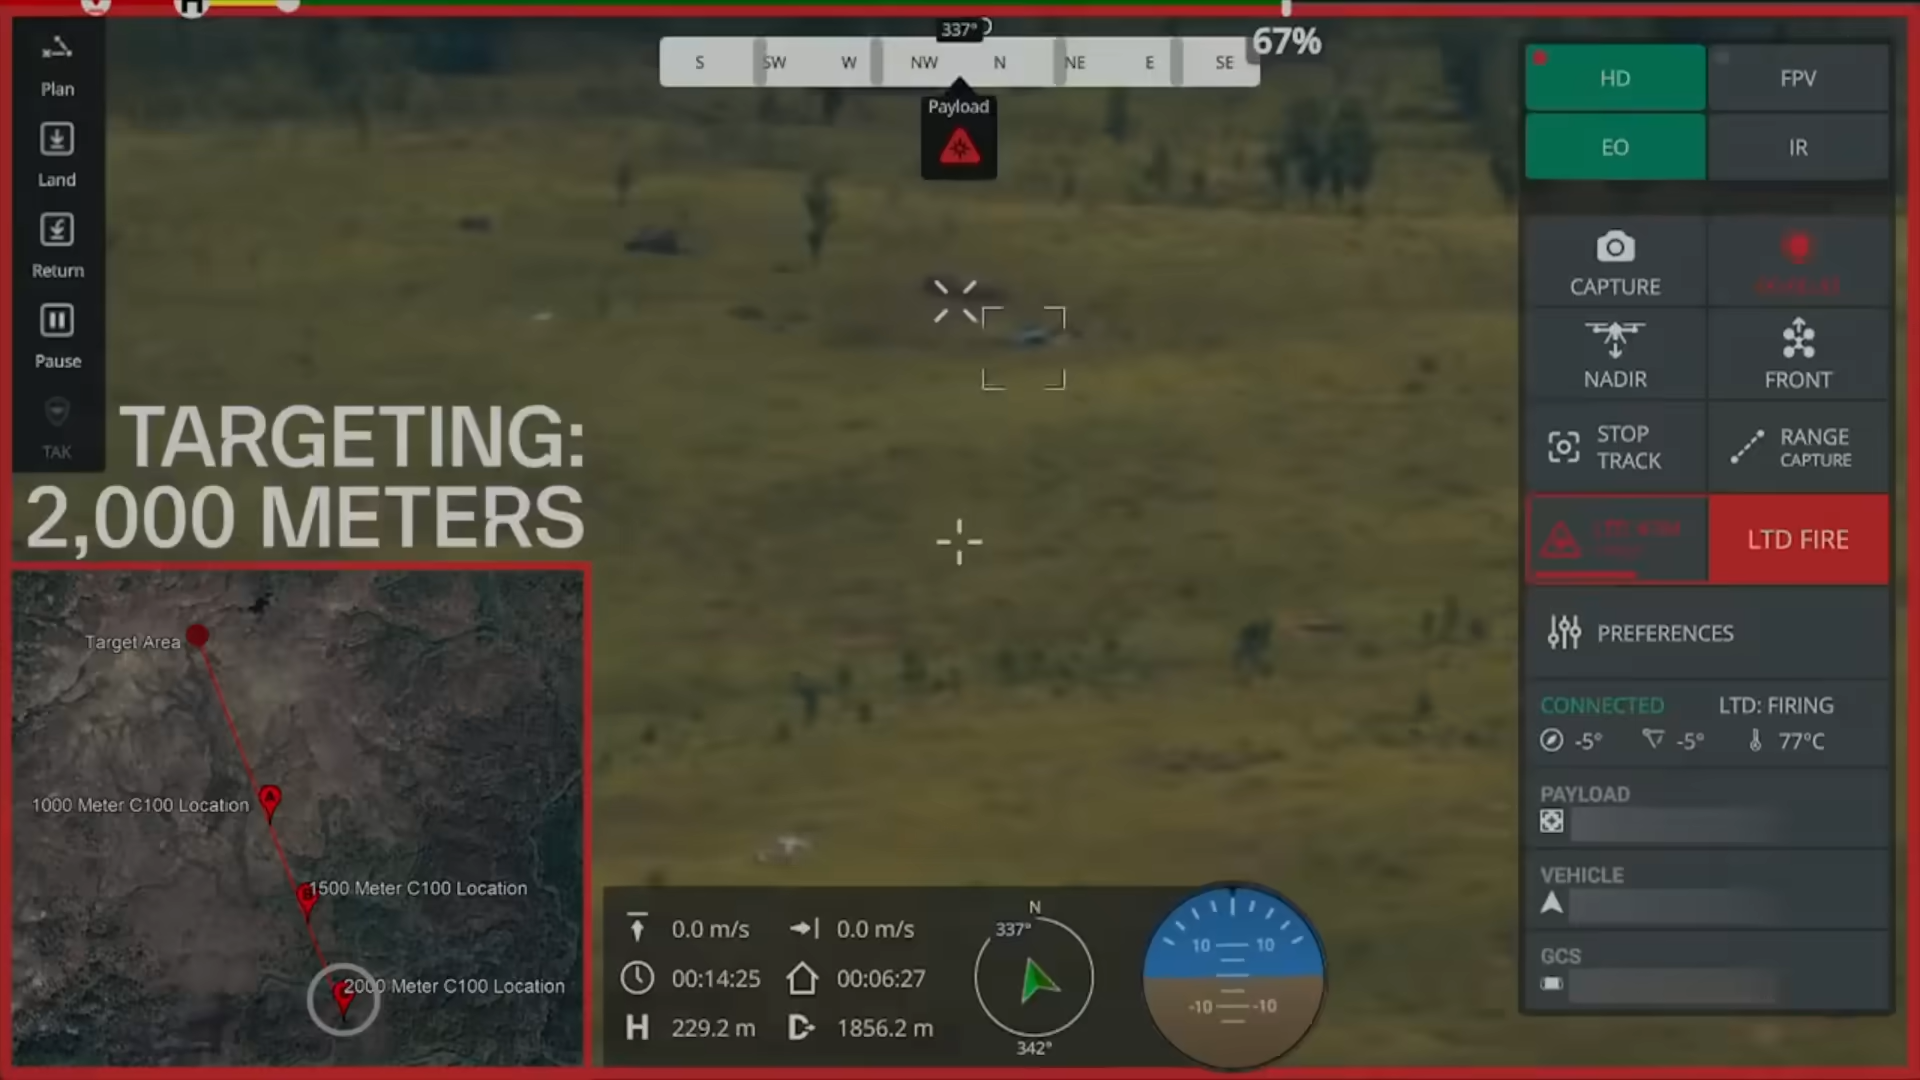 H
Plan
Land
Return
Pause
TAK
337°
67%
S SW W NW N NE E SE
Payload
TARGETING:
2,000 METERS
Target Area
1000 Meter C100 Location
1500 Meter C100 Location
2000 Meter C100 Location
0.0 m/s 0.0 m/s
00:14:25 00:06:27
H 229.2 m 1856.2 m
N
337°
342°
10 10
-10 -10
HD FPV
EO IR
CAPTURE
NADIR FRONT
STOP TRACK
RANGE CAPTURE
LTD FIRE
PREFERENCES
CONNECTED LTD: FIRING
-5° -5° 77°C
PAYLOAD
VEHICLE
GCS